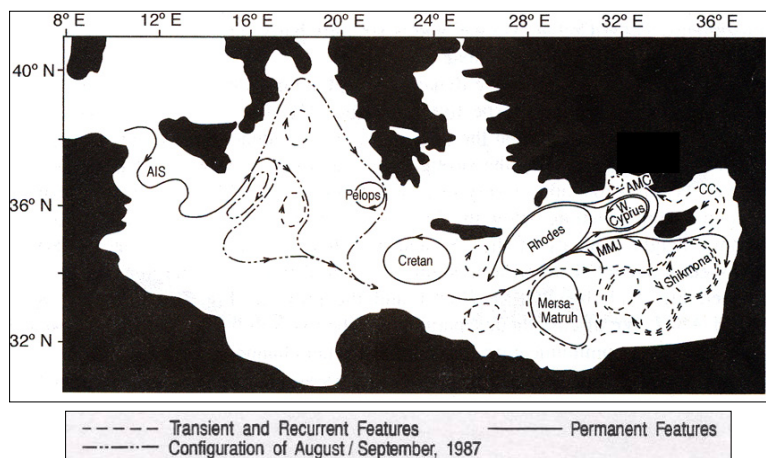 8° E 12° E 16° E 20° E 24° E 28° E 32° E 36° E
40° N
AIS
Pelops
AMC
CC
36° N
W. Cyprus
Rhodes
MMJ
Cretan
Shikmona
Mersa-
Matruh
32° N
Transient and Recurrent Features
Permanent Features
Configuration of August/September, 1987